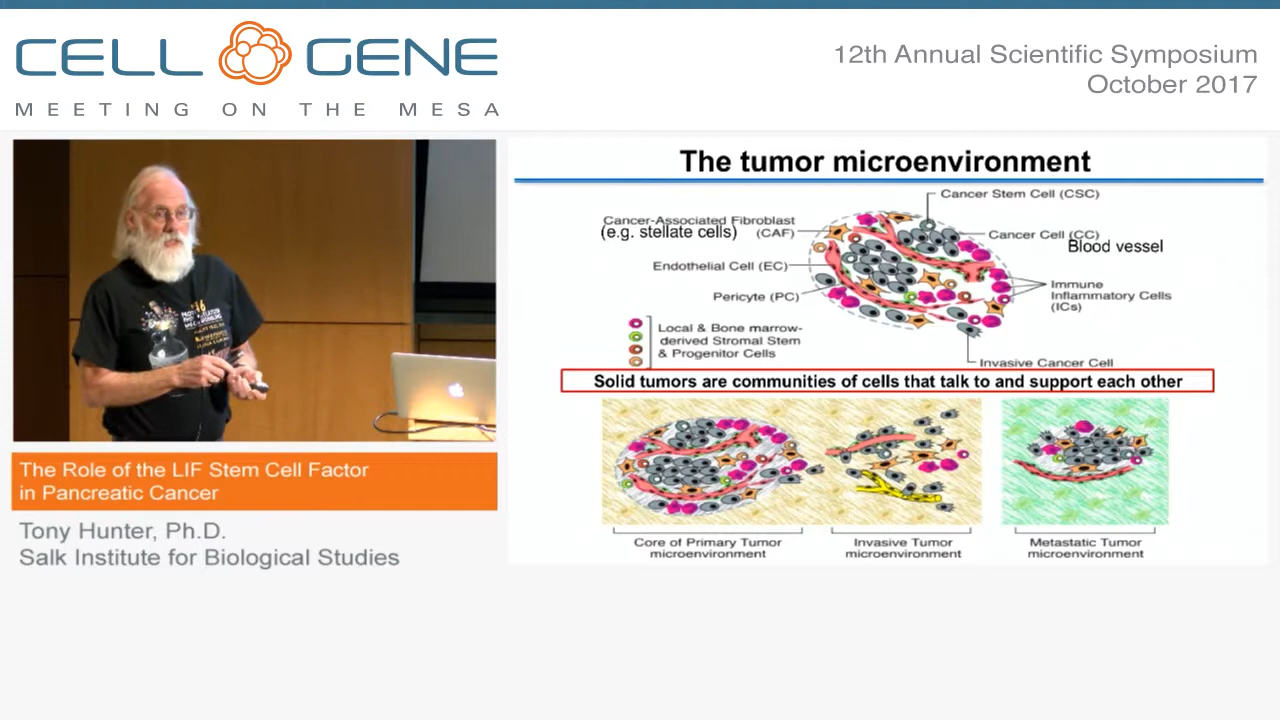 CELL GENE
MEETING ON THE MESA
12th Annual Scientific Symposium
October 2017
The Role of the LIF Stem Cell Factor
in Pancreatic Cancer
Tony Hunter, Ph.D.
Salk Institute for Biological Studies
The tumor microenvironment
Cancer Stem Cell (CSC)
Cancer-Associated Fibroblast
(e.g. stellate cells) (CAF)
Cancer Cell (CC)
Blood vessel
Endothelial Cell (EC)
Pericyte (PC)
Immune
Inflammatory Cells
(ICs)
Local & Bone marrow-
derived Stromal Stem
& Progenitor Cells
Invasive Cancer Cell
Solid tumors are communities of cells that talk to and support each other
Core of Primary Tumor
microenvironment
Invasive Tumor
microenvironment
Metastatic Tumor
microenvironment